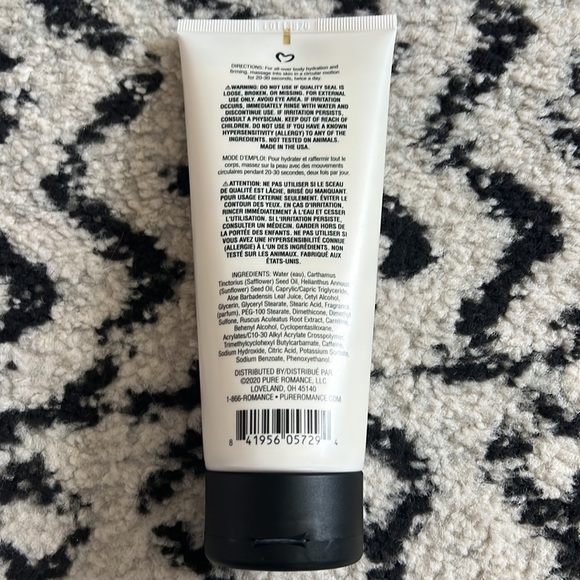 DIRECTIONS: For all over body hydration and
firming, massage into skin in a circular motion
for 20-30 seconds, twice a day.
⚠WARNING: DO NOT USE IF QUALITY SEAL IS
LOOSE, BROKEN, OR MISSING. FOR EXTERNAL
USE ONLY. AVOID EYE AREA. IF IRRITATION
OCCURS, IMMEDIATELY RINSE WITH WATER AND
DISCONTINUE USE. IF IRRITATION PERSISTS,
CONSULT A PHYSICIAN. KEEP OUT OF REACH OF
CHILDREN. DO NOT USE IF YOU HAVE A KNOWN
HYPERSENSITIVITY (ALLERGY) TO ANY OF THE
INGREDIENTS. NOT TESTED ON ANIMALS.
MADE IN THE USA.
MODE D'EMPLOI: Pour hydrater et raffermir tout le
corps, massez sur la peau avec des mouvements
circulaires pendant 20-30 secondes, deux fois par jour
⚠ATTENTION: NE PAS UTILISER SI LE SCEAU
DE QUALITÉ EST LÂCHE, BRISÉ OU MANQUANT.
POUR USAGE EXTERNE SEULEMENT. ÉVITER LE
CONTOUR DES YEUX. EN CAS D'IRRITATION,
RINCER IMMÉDIATEMENT À L'EAU ET CESSER
L'UTILISATION. SI L'IRRITATION PERSISTE,
CONSULTER UN MÉDECIN. GARDER HORS DE
LA PORTÉE DES ENFANTS. NE PAS UTILISER SI
VOUS AVEZ UNE HYPERSENSIBILITÉ CONNUE
(ALLERGIE) À L'UN DES INGRÉDIENTS. NON
TESTÉ SUR LES ANIMAUX. FABRIQUÉ AUX
ÉTATS-UNIS.
INGREDIENTS: Water (eau), Carthamus
Tinctorius (Safflower) Seed Oil, Helianthus Annuus
(Sunflower) Seed Oil, Caprylic/Capric Triglyceride,
Aloe Barbadensis Leaf Juice, Cetyl Alcohol,
Glycerin, Glyceryl Stearate, Stearic Acid, Fragrance
(parfum), PEG-100 Stearate, Dimethicone, Dimethyl
Sulfone, Ruscus Aculeatus Root Extract, Carnitine,
Behenyl Alcohol, Cyclopentasiloxane,
Acrylates/C10-30 Alkyl Acrylate Crosspolymer,
Trimethylcyclohexyl Butylcarbamate, Caffeine,
Sodium Hydroxide, Citric Acid, Potassium Sorbate,
Sodium Benzoate, Phenoxyethanol.
DISTRIBUTED BY/DISTRIBUÉ PAR
©2020 PURE ROMANCE, LLC
LOVELAND, OH 45140
1-866-ROMANCE • PUREROMANCE.COM
8 41956 05729 4